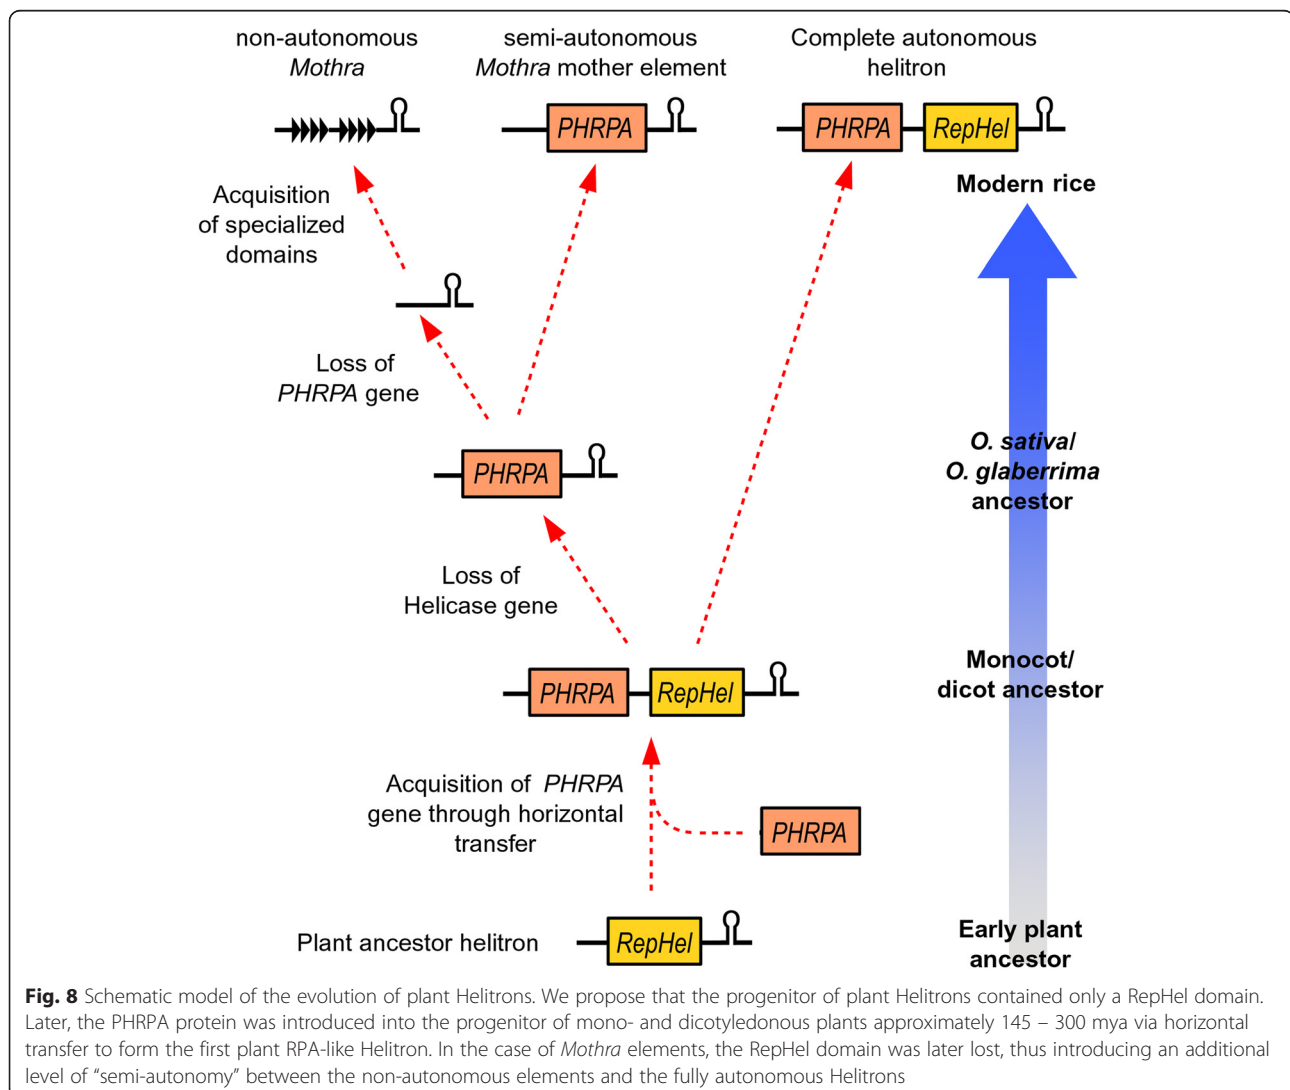 non-autonomous
Mothra
semi-autonomous
Mothra mother element
Complete autonomous
helitron
PHRPA
PHRPA
RepHel
Modern rice
Acquisition
of specialized
domains
Loss of
PHRPA gene
O. sativa/
O. glaberrima
ancestor
PHRPA
Loss of
Helicase gene
Monocot/
dicot ancestor
PHRPA
RepHel
Acquisition of PHRPA
gene through horizontal
transfer
PHRPA
Plant ancestor helitron
RepHel
Early plant
ancestor
Fig. 8 Schematic model of the evolution of plant Helitrons. We propose that the progenitor of plant Helitrons contained only a RepHel domain.
Later, the PHRPA protein was introduced into the progenitor of mono- and dicotyledonous plants approximately 145 – 300 mya via horizontal
transfer to form the first plant RPA-like Helitron. In the case of Mothra elements, the RepHel domain was later lost, thus introducing an additional
level of “semi-autonomy” between the non-autonomous elements and the fully autonomous Helitrons